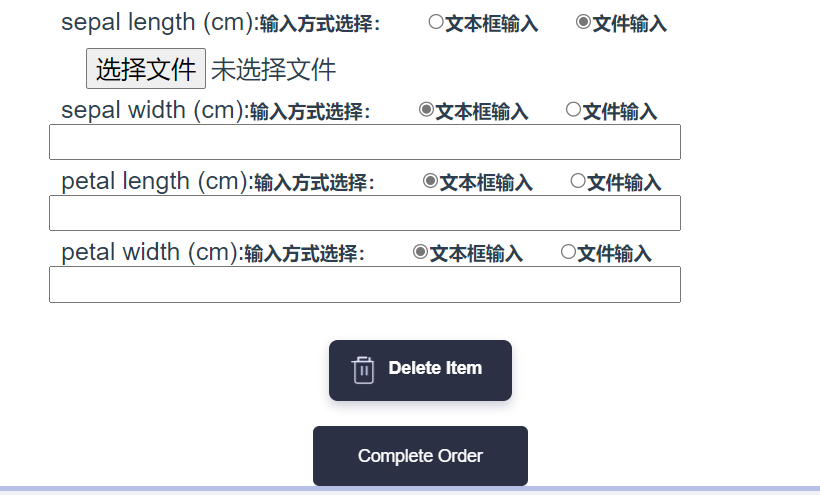 sepal length (cm):输入方式选择： 文本框输入 文件输入
选择文件 未选择文件
sepal width (cm):输入方式选择： 文本框输入 文件输入
petal length (cm):输入方式选择： 文本框输入 文件输入
petal width (cm):输入方式选择： 文本框输入 文件输入
Delete Item
Complete Order